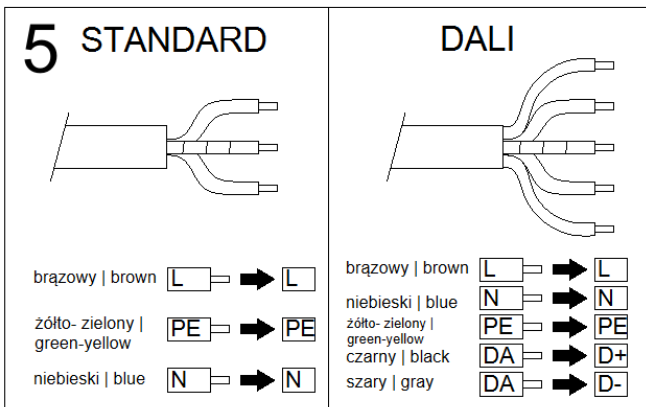 5 STANDARD
brązowy | brown L L
żółto- zielony |
green-yellow PE PE
niebieski | blue N N
DALI
brązowy | brown L L
niebieski | blue N N
żółto- zielony |
green-yellow PE PE
czarny | black DA D+
szary | gray DA D-